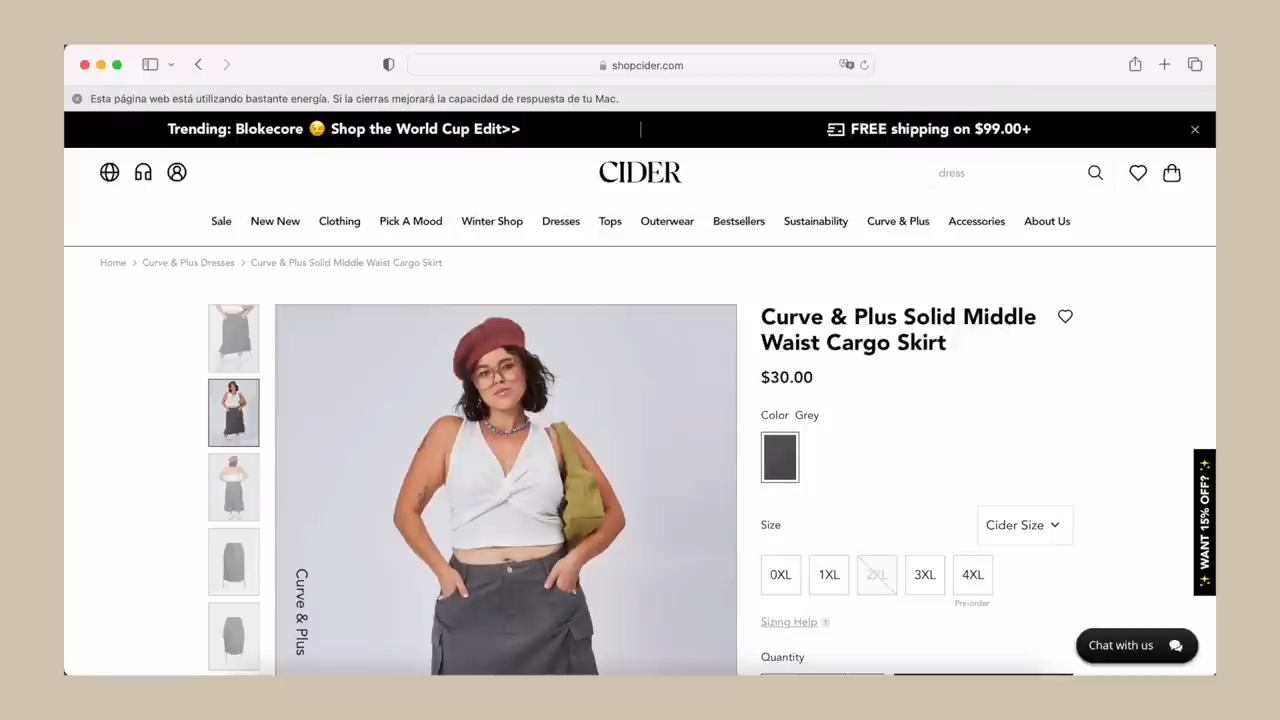 shopcider.com
Esta página web está utilizando bastante energía. Si la cierras mejorará la capacidad de respuesta de tu Mac.
Trending: Blokecore 😉 Shop the World Cup Edit>>
FREE shipping on $99.00+
CIDER
dress
Sale New New Clothing Pick A Mood Winter Shop Dresses Tops Outerwear Bestsellers Sustainability Curve & Plus Accessories About Us
Home > Curve & Plus Dresses > Curve & Plus Solid Middle Waist Cargo Skirt
Curve & Plus
Curve & Plus Solid Middle
Waist Cargo Skirt
$30.00
Color Grey
Size
Cider Size
0XL 1XL 2XL 3XL 4XL
Pre-order
Sizing Help
Quantity
WANT 15% OFF?
Chat with us